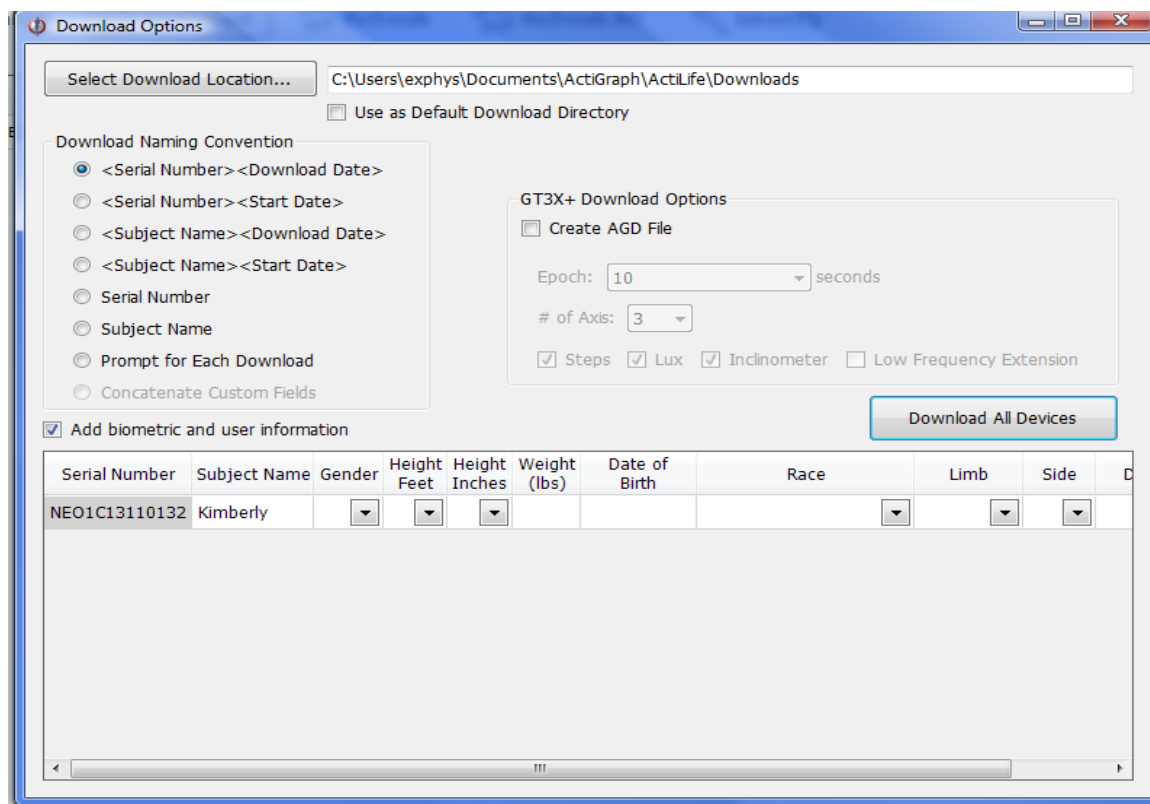 Download Options
Select Download Location...
C:\Users\exphys\Documents\ActiGraph\ActiLife\Downloads
Use as Default Download Directory
Download Naming Convention
<Serial Number><Download Date>
<Serial Number><Start Date>
<Subject Name><Download Date>
<Subject Name><Start Date>
Serial Number
Subject Name
Prompt for Each Download
Concatenate Custom Fields
GT3X+ Download Options
Create AGD File
Epoch: 10 seconds
# of Axis: 3
Steps Lux Inclinometer Low Frequency Extension
Download All Devices
Add biometric and user information
Serial Number Subject Name Gender Height Feet Height Inches Weight (lbs) Date of Birth Race Limb Side D
NEO1C13110132 Kimberly